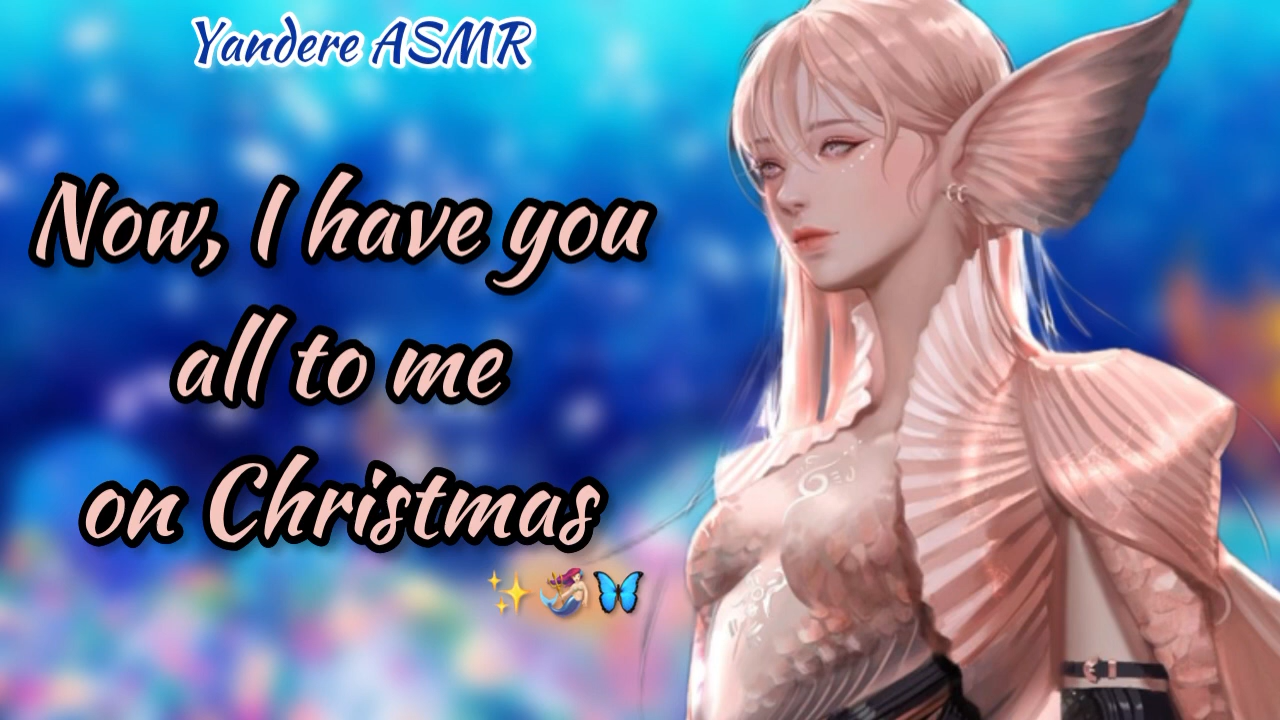 Yandere ASMR
Now, I have you
all to me
on Christmas
✨🧜‍♀️🦋